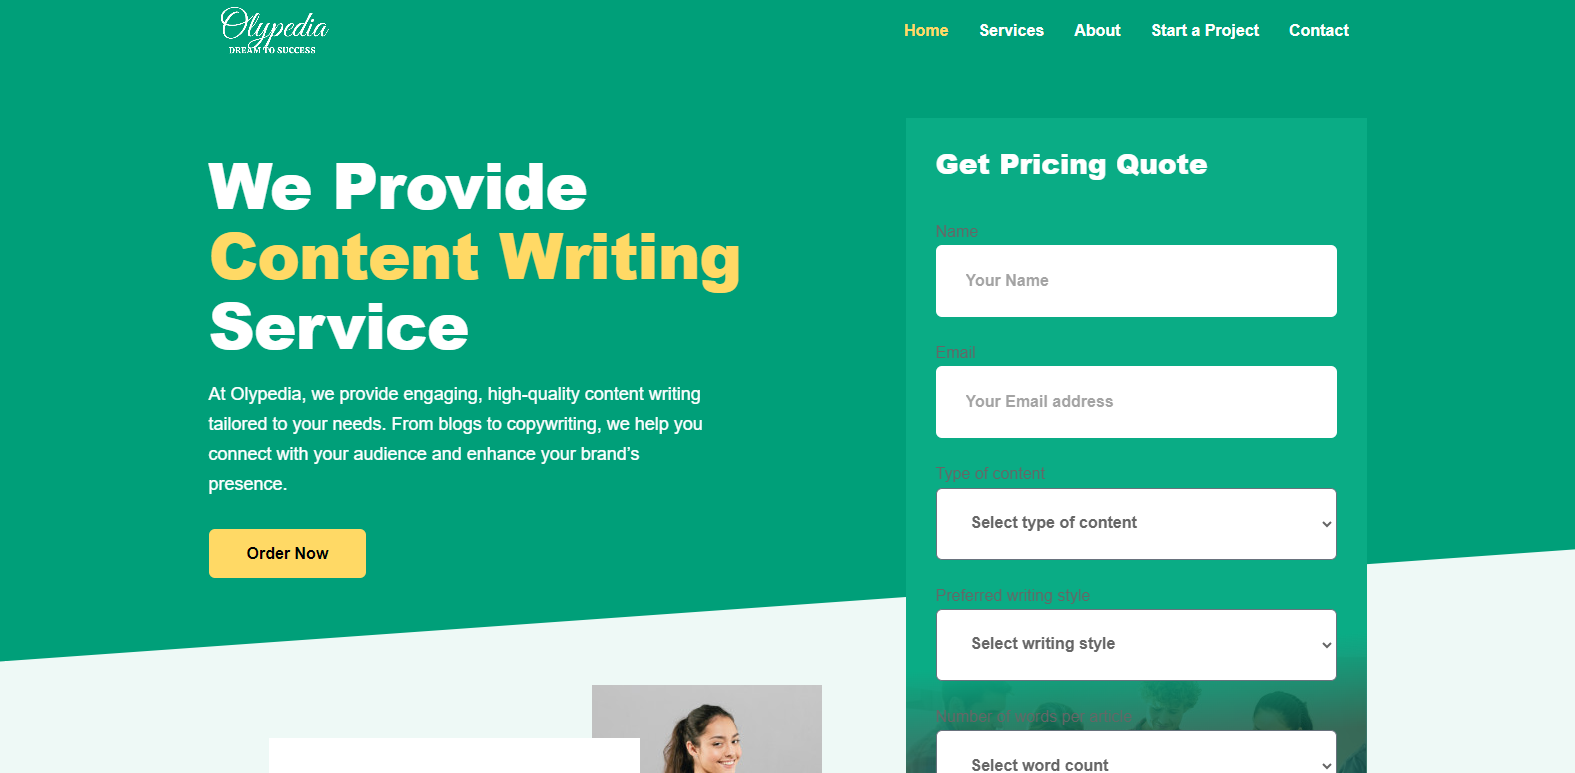 Olypedia
DREAM TO SUCCESS
Home Services About Start a Project Contact
We Provide
Content Writing
Service
At Olypedia, we provide engaging, high-quality content writing
tailored to your needs. From blogs to copywriting, we help you
connect with your audience and enhance your brand's
presence.
Order Now
Get Pricing Quote
Name
Your Name
Email
Your Email address
Type of content
Select type of content
Preferred writing style
Select writing style
Number of words per
Select word count